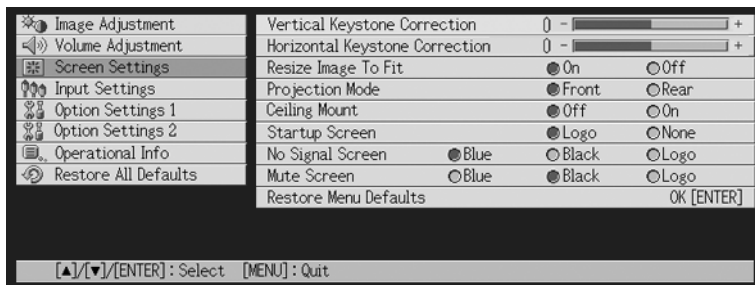 Image Adjustment
Volume Adjustment
Screen Settings
Input Settings
Option Settings 1
Option Settings 2
Operational Info
Restore All Defaults
Vertical Keystone Correction 0 - +
Horizontal Keystone Correction 0 - +
Resize Image To Fit On Off
Projection Mode Front Rear
Ceiling Mount Off On
Startup Screen Logo None
No Signal Screen Blue Black Logo
Mute Screen Blue Black Logo
Restore Menu Defaults OK [ENTER]
[▲]/[▼]/[ENTER] : Select [MENU] : Quit